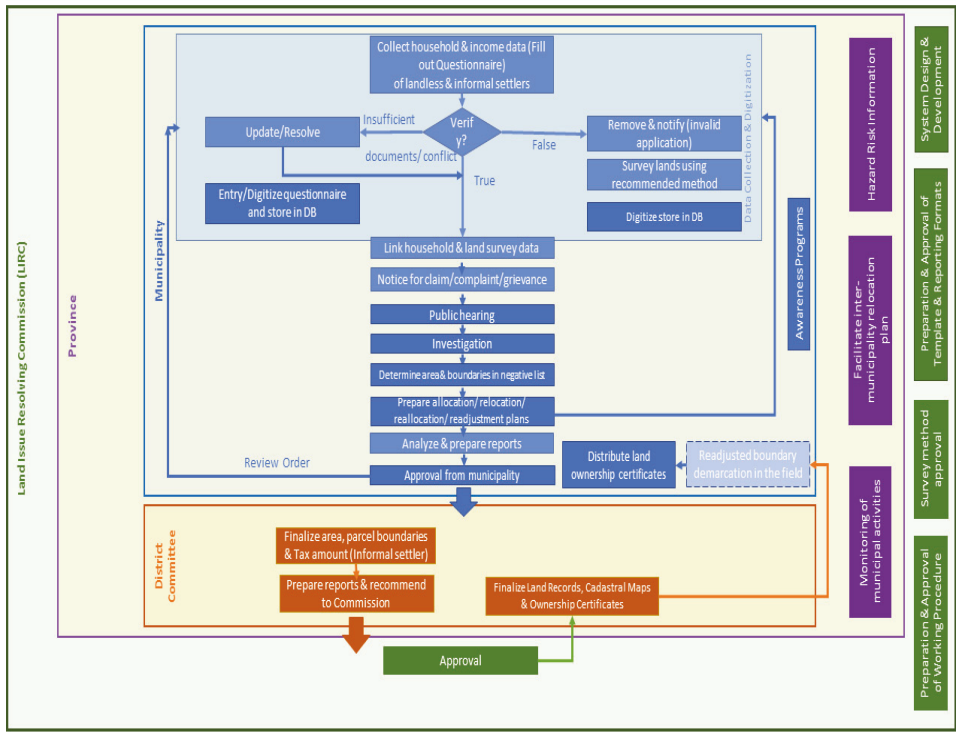 Collect household & income data (Fill
out Questionnaire)
of landless & informal settlers
Insufficient
Verif
y?
False
Update/Resolve
documents/ conflict
True
Remove & notify (invalid
application)
Entry/Digitize questionnaire
and store in DB
Survey lands using
recommended method
Digitize store in DB
Data Collection & Digitization
Link household & land survey data
Notice for claim/complaint/grievance
Public hearing
Investigation
Determine area& boundaries in negative list
Prepare allocation/ relocation/
reallocation/ readjustment plans
Analyze & prepare reports
Review Order
Approval from municipality
Distribute land
ownership certificates
Readjusted boundary
demarcation in the field
Municipality
Awareness Programs
Finalize area, parcel boundaries
& Tax amount (Informal settler)
Prepare reports & recommend
to Commission
Finalize Land Records, Cadastral Maps
& Ownership Certificates
District
Committee
Approval
Province
Land Issue Resolving Commission (LIRC)
Hazard Risk Information
Facilitate inter-
municipality relocation
plan
Monitoring of
municipal activities
System Design &
Development
Preparation & Approval of
Template & Reporting Formats
Survey method
approval
Preparation & Approval
of Working Procedure